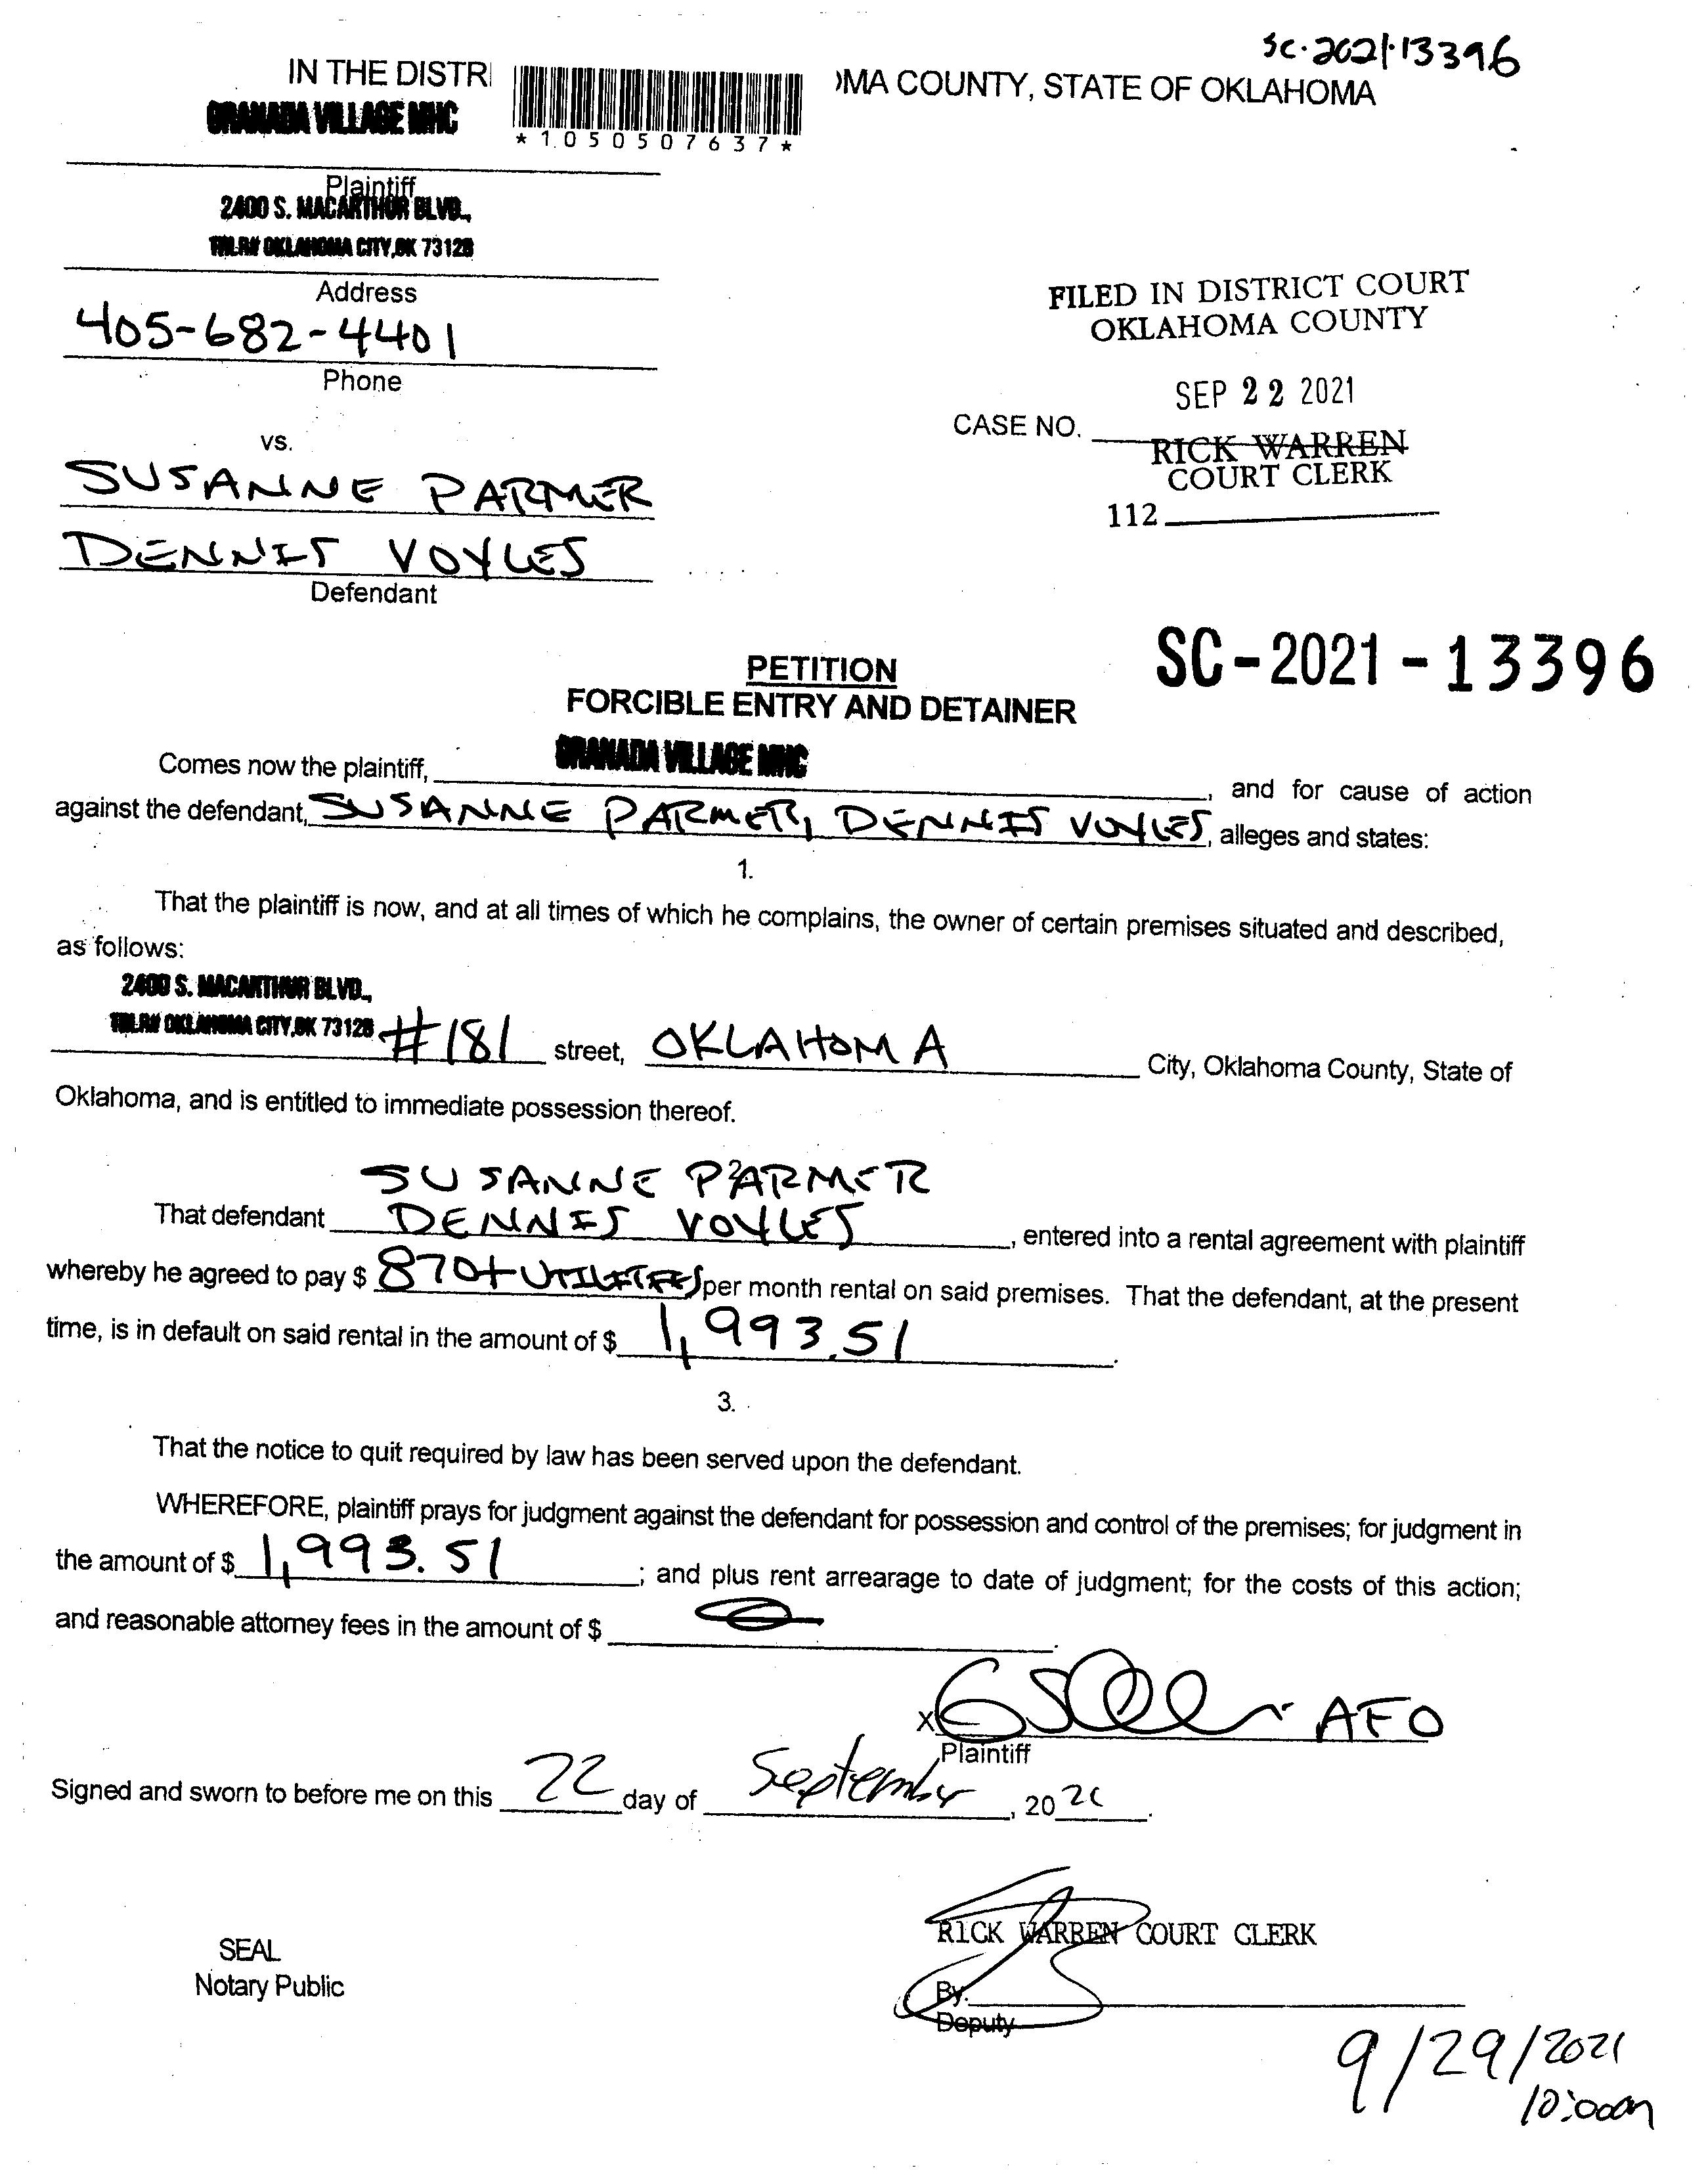 SC-2021-13396
IN THE DISTR
OMA COUNTY, STATE OF OKLAHOMA
GRANADA VILLAGE MHC
*1050507637*
Plaintiff
2400 S. MACARTHUR BLVD.,
OKLAHOMA CITY, OK 73128
Address
405-682-4401
Phone
FILED IN DISTRICT COURT
OKLAHOMA COUNTY
SEP 22 2021
CASE NO.
RICK WARREN
COURT CLERK
112
vs.
SUSANNE PARMER
DENNIS VOYLES
Defendant
SC-2021-13396
PETITION
FORCIBLE ENTRY AND DETAINER
Comes now the plaintiff, GRANADA VILLAGE MHC, and for cause of action
against the defendant, SUSANNE PARMER, DENNIS VOYLES, alleges and states:
1.
That the plaintiff is now, and at all times of which he complains, the owner of certain premises situated and described,
as follows:
2400 S. MACARTHUR BLVD.,
OKLAHOMA CITY, OK 73128 #181 street, OKLAHOMA City, Oklahoma County, State of
Oklahoma, and is entitled to immediate possession thereof.
2
SUSANNE PARMER
That defendant DENNIS VOYLES, entered into a rental agreement with plaintiff
whereby he agreed to pay $ 870+UTILITIES per month rental on said premises. That the defendant, at the present
time, is in default on said rental in the amount of $ 1,993.51.
3.
That the notice to quit required by law has been served upon the defendant.
WHEREFORE, plaintiff prays for judgment against the defendant for possession and control of the premises; for judgment in
the amount of $ 1,993.51; and plus rent arrearage to date of judgment; for the costs of this action;
and reasonable attorney fees in the amount of $
X AFO
Plaintiff
Signed and sworn to before me on this 22 day of September, 2021.
RICK WARREN COURT CLERK
SEAL
Notary Public
By.
Deputy
9/29/2021
10:00am